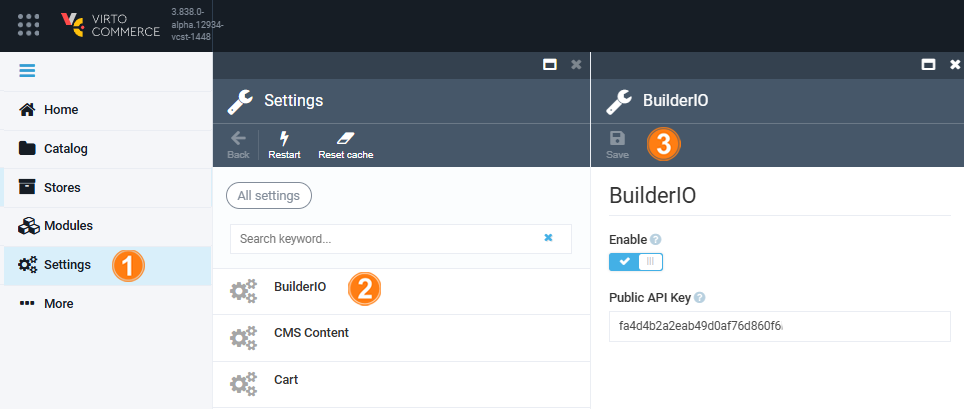 VIRTO
COMMERCE
3.838.0-
alpha.12934-
vcst-1448
Home
Catalog
Stores
Modules
Settings
1
More
Settings
Back
Restart
Reset cache
All settings
Search keyword...
BuilderIO
2
CMS Content
Cart
BuilderIO
Save
3
BuilderIO
Enable
Public API Key
fa4d4b2a2eab49d0af76d860f6